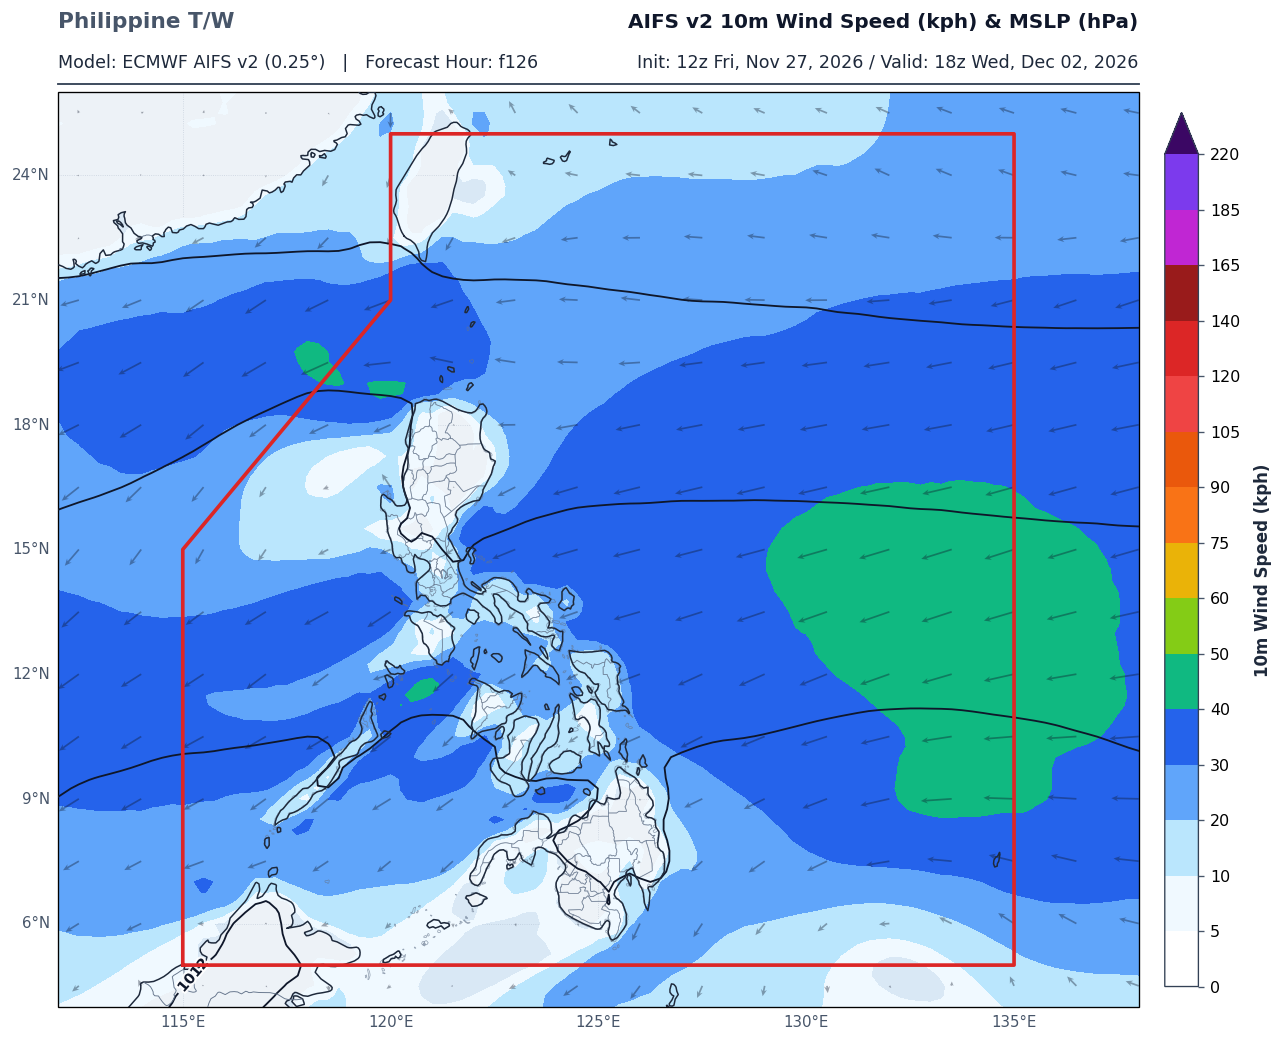 Philippine T/W
AIFS v2 10m Wind Speed (kph) & MSLP (hPa)
Model: ECMWF AIFS v2 (0.25°)   |   Forecast Hour: f126
Init: 12z Fri, Nov 27, 2026 / Valid: 18z Wed, Dec 02, 2026
24°N
21°N
18°N
15°N
12°N
9°N
6°N
1012
115°E
120°E
125°E
130°E
135°E
220
185
165
140
120
105
90
75
60
50
40
30
20
10
5
0
10m Wind Speed (kph)